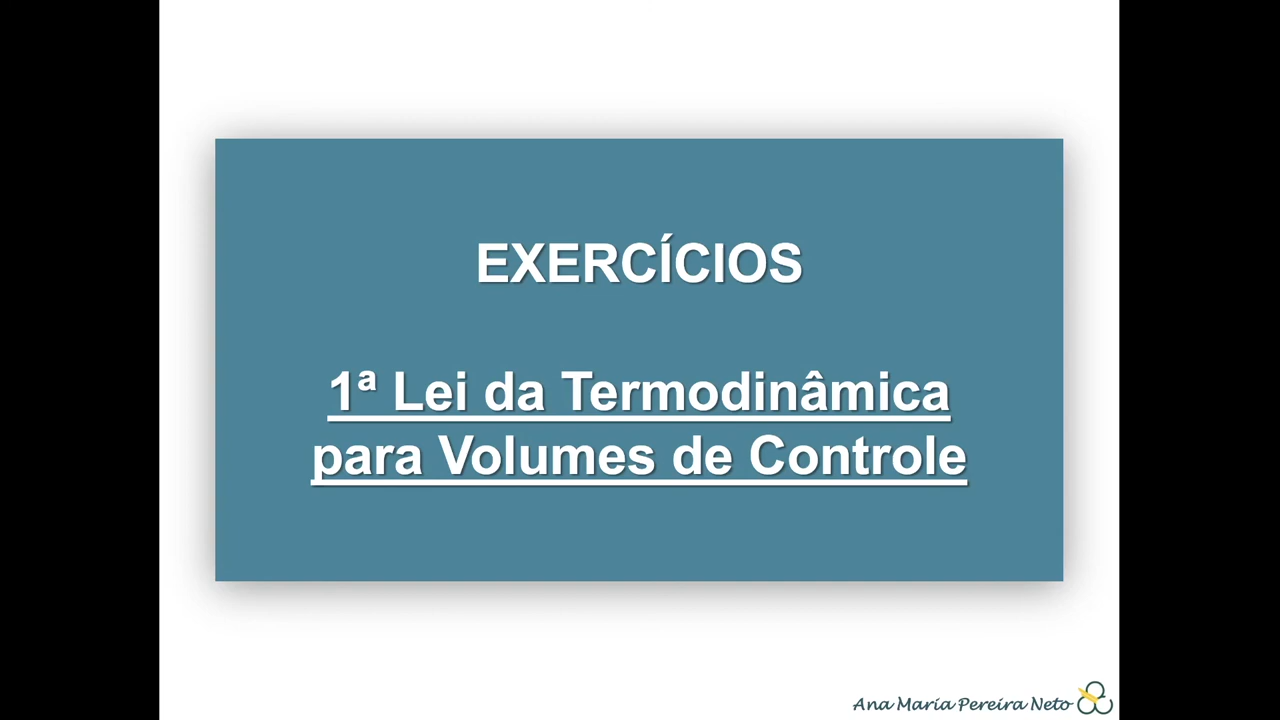 EXERCÍCIOS
1ª Lei da Termodinâmica
para Volumes de Controle
Ana Maria Pereira Neto